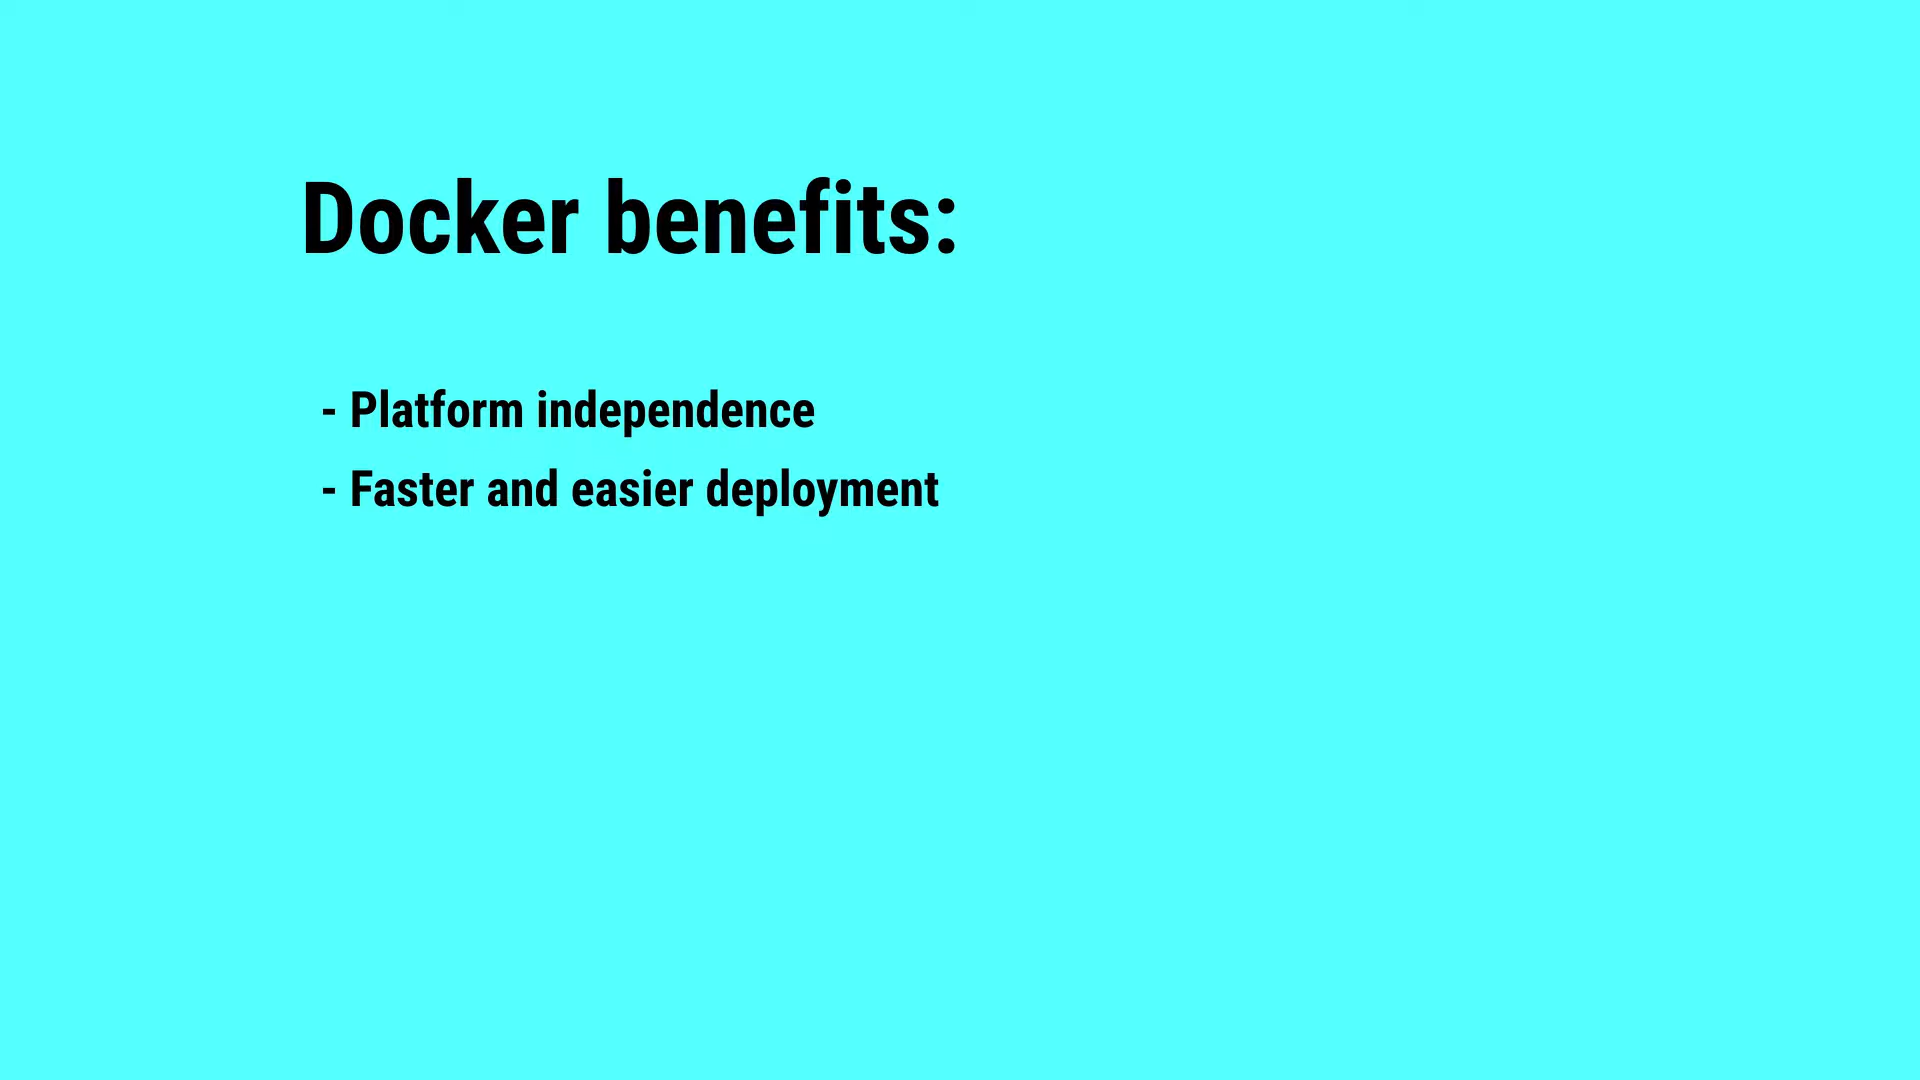 Docker benefits:
- Platform independence
- Faster and easier deployment